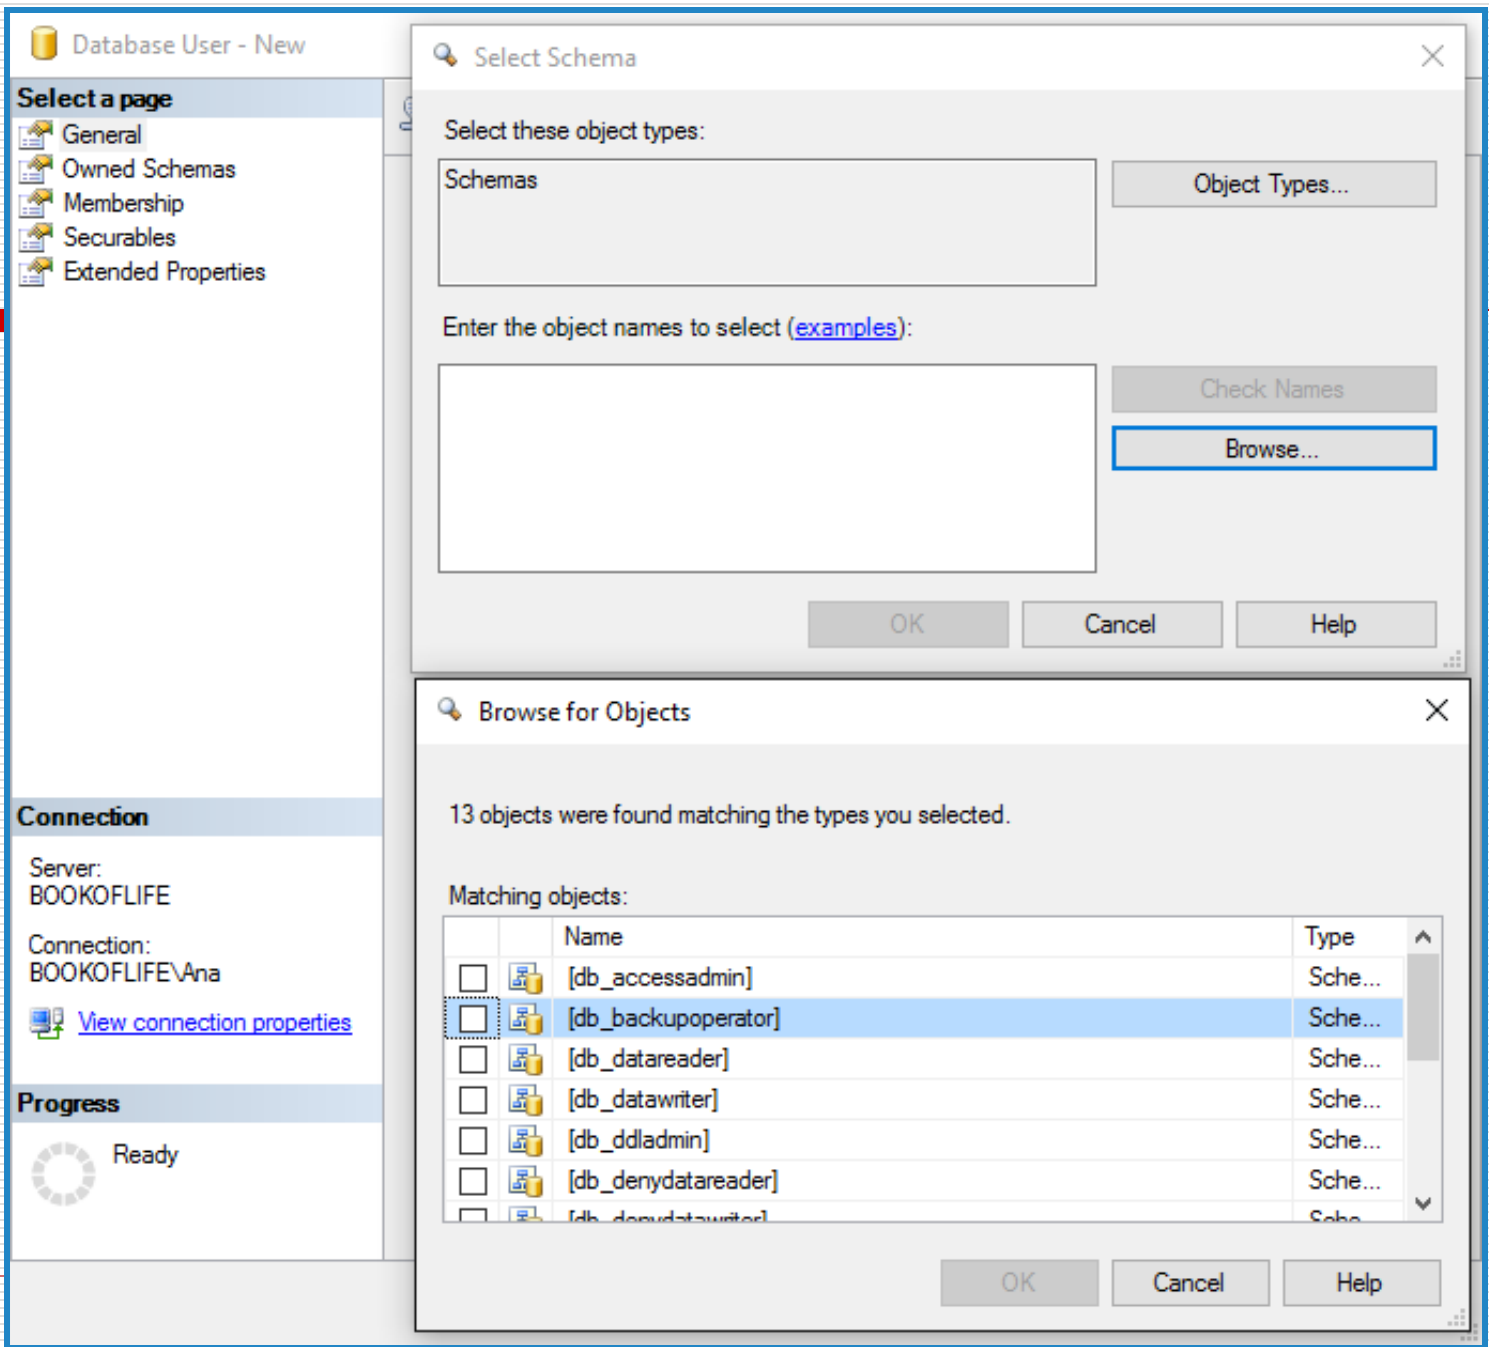 Database User - New
Select a page
General
Owned Schemas
Membership
Securables
Extended Properties
Connection
Server:
BOOKOFLIFE
Connection:
BOOKOFLIFE\Ana
View connection properties
Progress
Ready
Select Schema
Select these object types:
Schemas
Object Types...
Enter the object names to select (examples):
Check Names
Browse...
OK
Cancel
Help
Browse for Objects
13 objects were found matching the types you selected.
Matching objects:
Name Type
[db_accessadmin] Sche...
[db_backupoperator] Sche...
[db_datareader] Sche...
[db_datawriter] Sche...
[db_ddladmin] Sche...
[db_denydatareader] Sche...
[db_denydatawriter] Sche...
OK
Cancel
Help